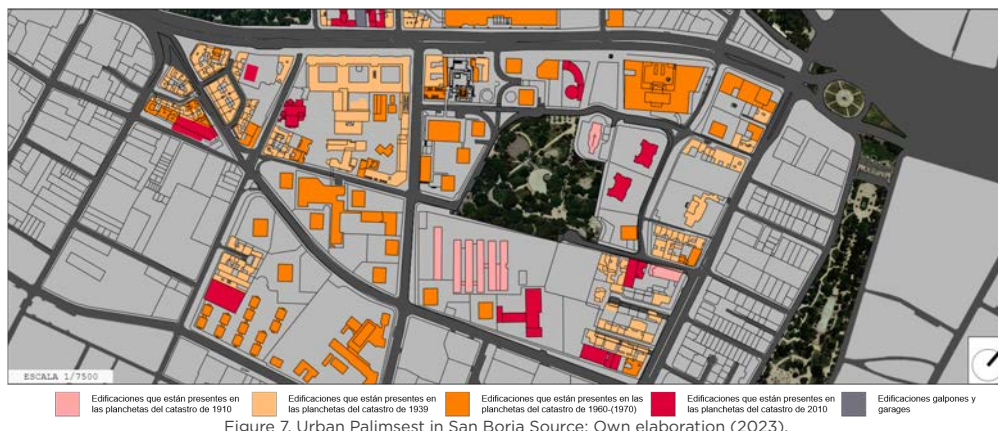 ESCALA 1/7500
Edificaciones que están presentes en
las planchetas del catastro de 1910
Edificaciones que están presentes en
las planchetas del catastro de 1939
Edificaciones que están presentes en las
planchetas del catastro de 1960-(1970)
Edificaciones que están presentes en
las planchetas del catastro de 2010
Edificaciones galpones y
garages
Figure 7. Urban Palimsest in San Borja Source: Own elaboration (2023).